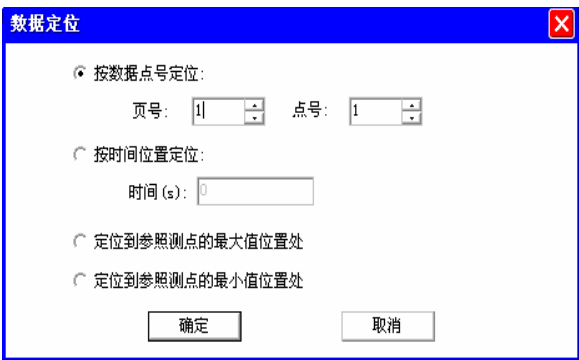 数据定位
按数据点号定位:
页号: 1 点号: 1
按时间位置定位:
时间(s): 0
定位到参照测点的最大值位置处
定位到参照测点的最小值位置处
确定 取消